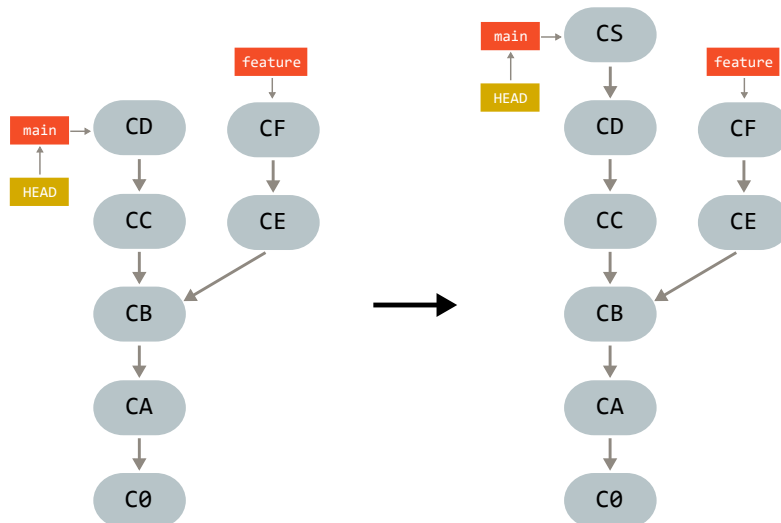 CS
main
feature
feature
HEAD
main
CD
CF
CD
CF
HEAD
CC
CE
CC
CE
CB
CB
CA
CA
C0
C0